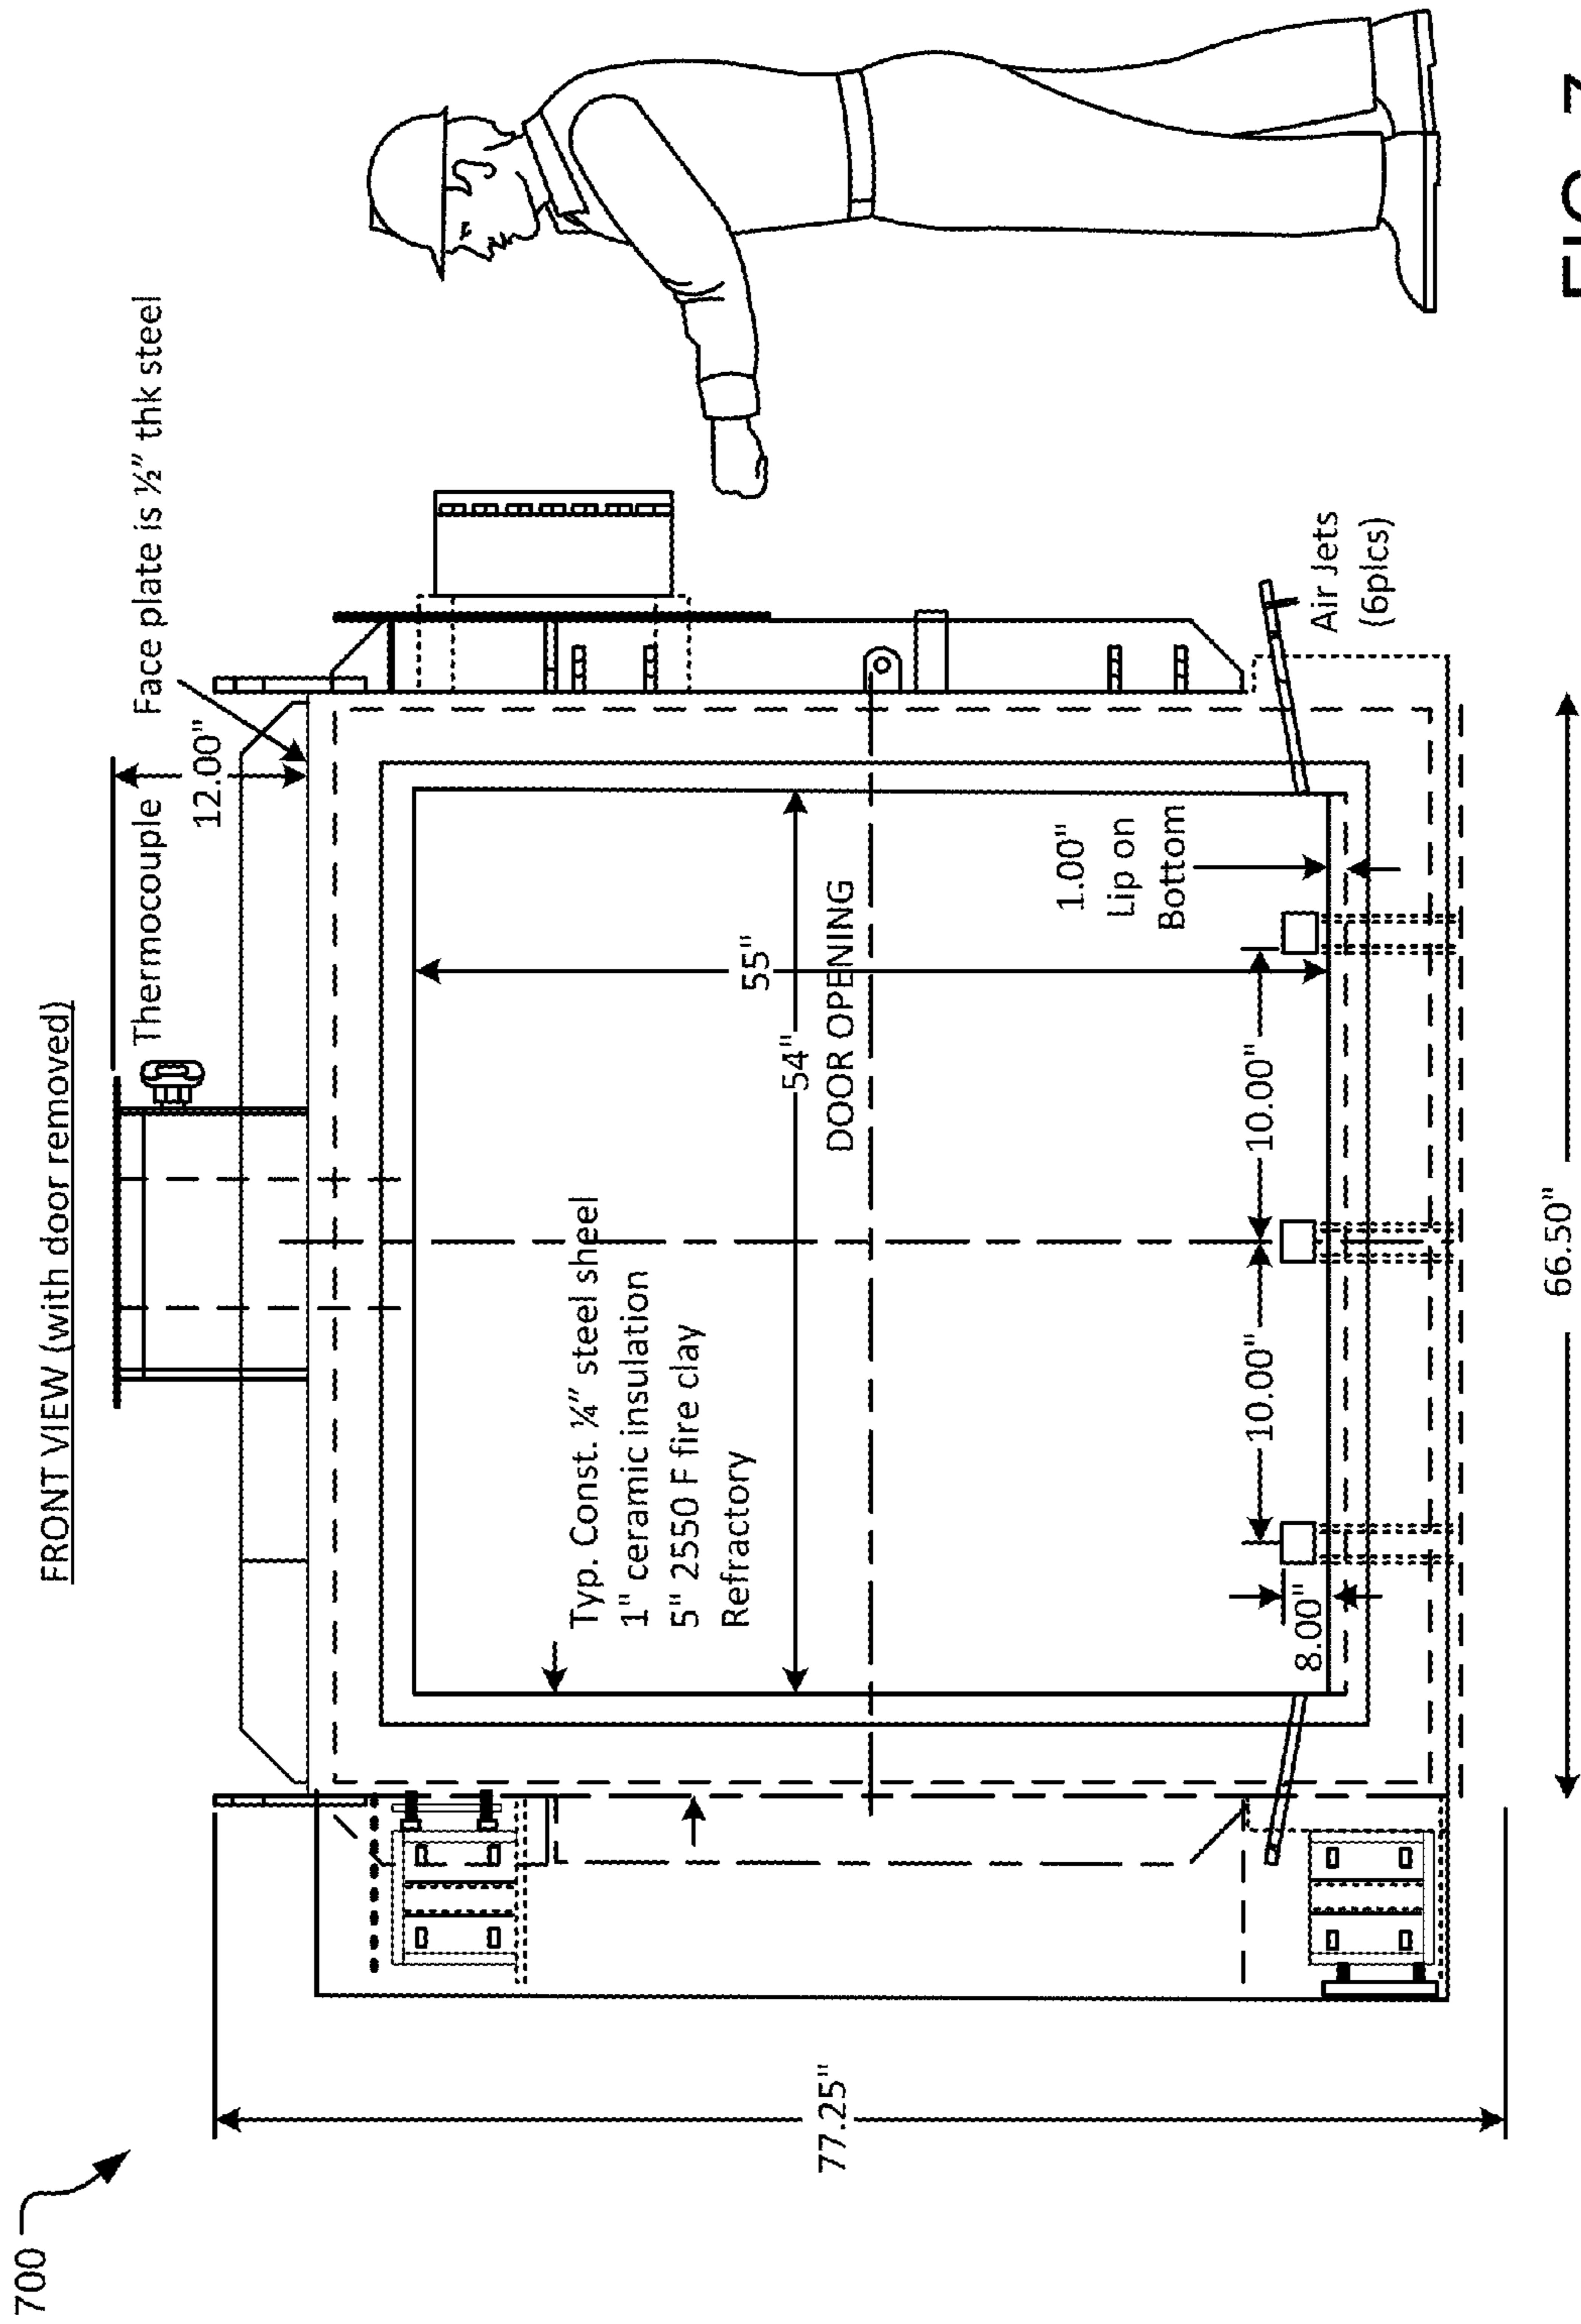 700
FRONT VIEW (with door removed)
Thermocouple
Face plate is ½" thk steel
12.00"
Typ. Const. ¼" steel sheel
1" ceramic insulation
5" 2550 F fire clay
Refractory
55"
54"
DOOR OPENING
77.25"
1.00"
Lip on
Bottom
10.00"
10.00"
8.00"
Air Jets
(6plcs)
66.50"